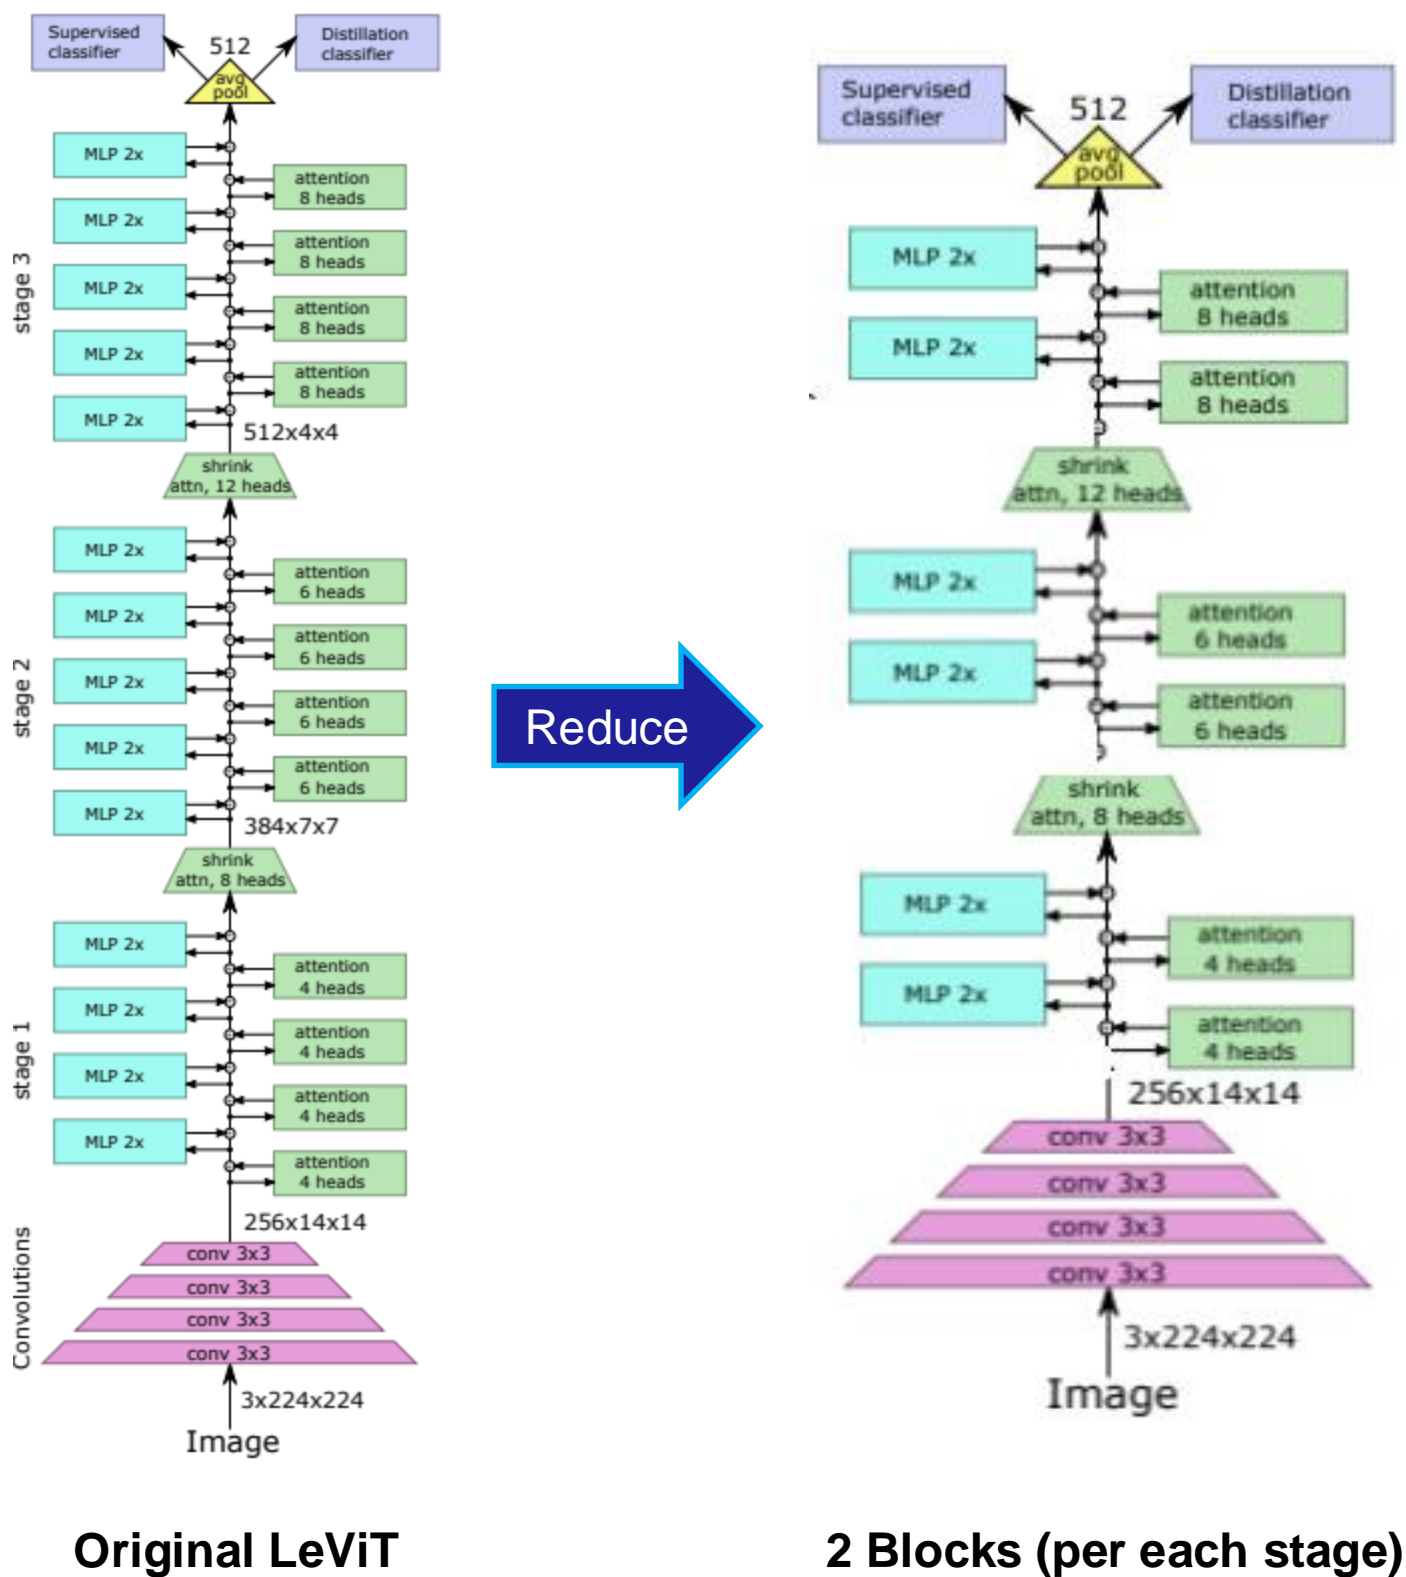 Supervised
classifier
512
Distillation
classifier
avg
pool
stage 3
MLP 2x
attention
8 heads
MLP 2x
attention
8 heads
MLP 2x
attention
8 heads
MLP 2x
attention
8 heads
MLP 2x
512x4x4
shrink
attn, 12 heads
stage 2
MLP 2x
attention
6 heads
MLP 2x
attention
6 heads
MLP 2x
attention
6 heads
MLP 2x
attention
6 heads
MLP 2x
384x7x7
shrink
attn, 8 heads
stage 1
MLP 2x
attention
4 heads
MLP 2x
attention
4 heads
MLP 2x
attention
4 heads
MLP 2x
attention
4 heads
256x14x14
Convolutions
conv 3x3
conv 3x3
conv 3x3
conv 3x3
3x224x224
Image
Original LeViT
Reduce
Supervised
classifier
512
Distillation
classifier
avg
pool
MLP 2x
attention
8 heads
MLP 2x
attention
8 heads
shrink
attn, 12 heads
MLP 2x
attention
6 heads
MLP 2x
attention
6 heads
shrink
attn, 8 heads
MLP 2x
attention
4 heads
MLP 2x
attention
4 heads
256x14x14
conv 3x3
conv 3x3
conv 3x3
conv 3x3
3x224x224
Image
2 Blocks (per each stage)